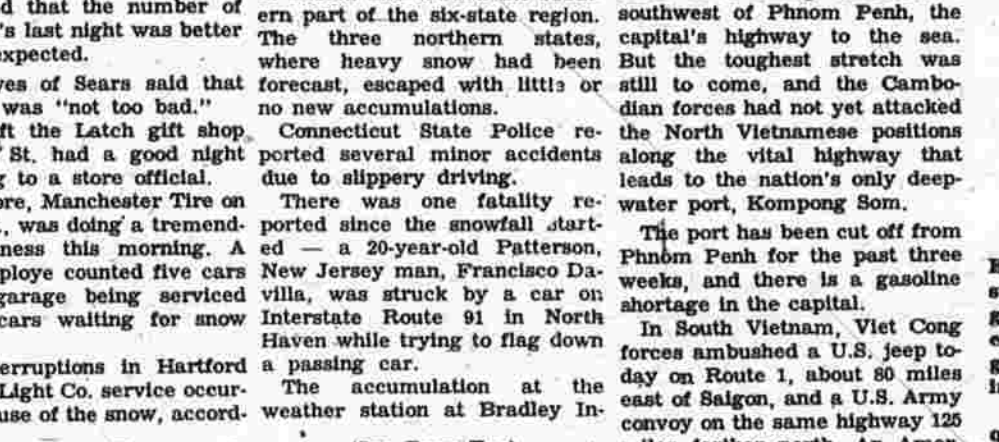 d that the number of
's last night was better
xpected.
ves of Sears said that
was "not too bad."
ft the Latch gift shop
St. had a good night
g to a store official.
ore, Manchester Tire on
., was doing a tremend-
ness this morning. A
ploye counted five cars
garage being serviced
cars waiting for snow
erruptions in Hartford
Light Co. service occur-
use of the snow, accord-
ern part of the six-state region.
The three northern states,
where heavy snow had been
forecast, escaped with little or
no new accumulations.
Connecticut State Police re-
ported several minor accidents
due to slippery driving.
There was one fatality re-
ported since the snowfall start-
ed — a 20-year-old Patterson,
New Jersey man, Francisco Da-
villa, was struck by a car on
Interstate Route 91 in North
Haven while trying to flag down
a passing car.
The accumulation at the
weather station at Bradley In-
southwest of Phnom Penh, the
capital's highway to the sea.
But the toughest stretch was
still to come, and the Cambo-
dian forces had not yet attacked
the North Vietnamese positions
along the vital highway that
leads to the nation's only deep-
water port, Kompong Som.
The port has been cut off from
Phnom Penh for the past three
weeks, and there is a gasoline
shortage in the capital.
In South Vietnam, Viet Cong
forces ambushed a U.S. jeep to-
day on Route 1, about 80 miles
east of Saigon, and a U.S. Army
convoy on the same highway 125